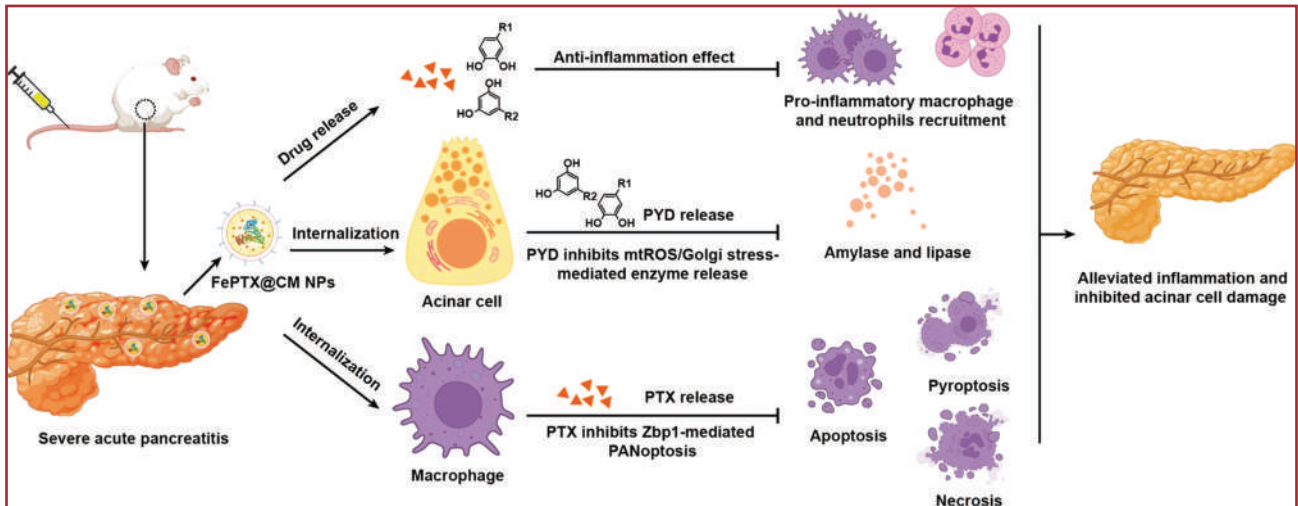 R1
HO
OH
OH
HO
R2
Drug release
Anti-inflammation effect
Pro-inflammatory macrophage
and neutrophils recruitment
FePTX@CM NPs
Internalization
Acinar cell
OH
HO
R2
R1
HO
OH
PYD release
PYD inhibits mtROS/Golgi stress-
mediated enzyme release
Amylase and lipase
Alleviated inflammation and
inhibited acinar cell damage
Severe acute pancreatitis
Internalization
Macrophage
PTX release
PTX inhibits Zbp1-mediated
PANoptosis
Apoptosis
Pyroptosis
Necrosis